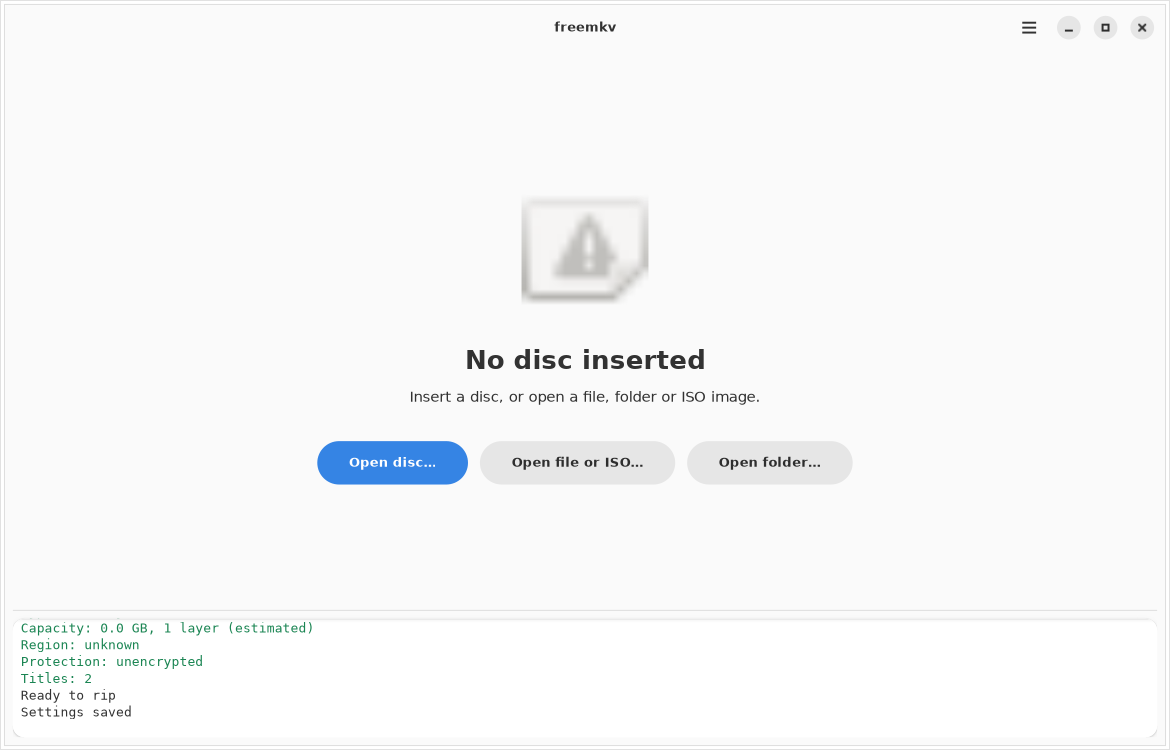 freemkv
No disc inserted
Insert a disc, or open a file, folder or ISO image.
Open disc...
Open file or ISO...
Open folder...
Capacity: 0.0 GB, 1 layer (estimated)
Region: unknown
Protection: unencrypted
Titles: 2
Ready to rip
Settings saved